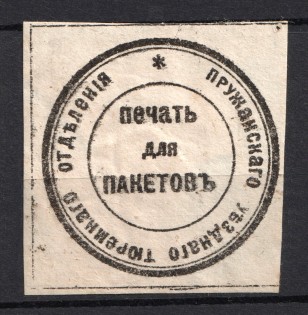 ПРУЖАНСКАГО УѢЗДНАГО ТЮРЕМНАГО ОТДѢЛЕНІЯ
*
ПЕЧАТЬ
ДЛЯ
ПАКЕТОВЪ